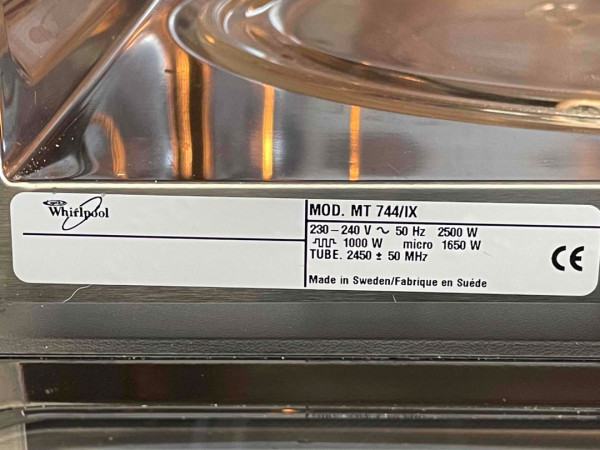 Whirlpool
MOD. MT 744/IX
230-240 V ~ 50 Hz 2500 W
1000 W micro 1650 W
TUBE. 2450 ± 50 MHz
CE
Made in Sweden/Fabrique en Suéde